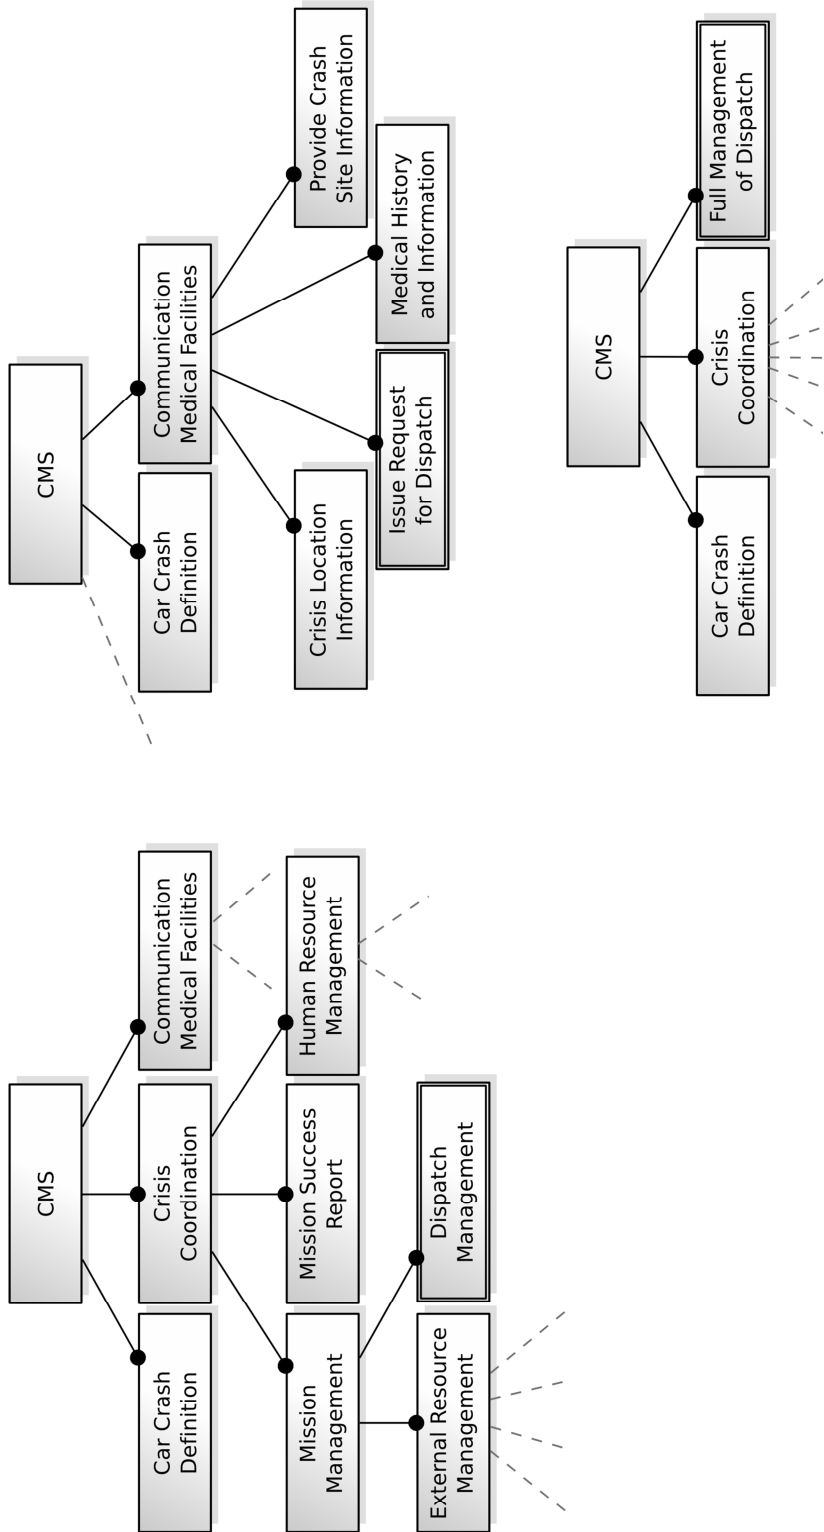 CMS
Car Crash
Definition
Crisis
Coordination
Communication
Medical Facilities
Mission
Management
Mission Success
Report
Human Resource
Management
External Resource
Management
Dispatch
Management
CMS
Car Crash
Definition
Communication
Medical Facilities
Crisis Location
Information
Provide Crash
Site Information
Issue Request
for Dispatch
Medical History
and Information
CMS
Car Crash
Definition
Crisis
Coordination
Full Management
of Dispatch